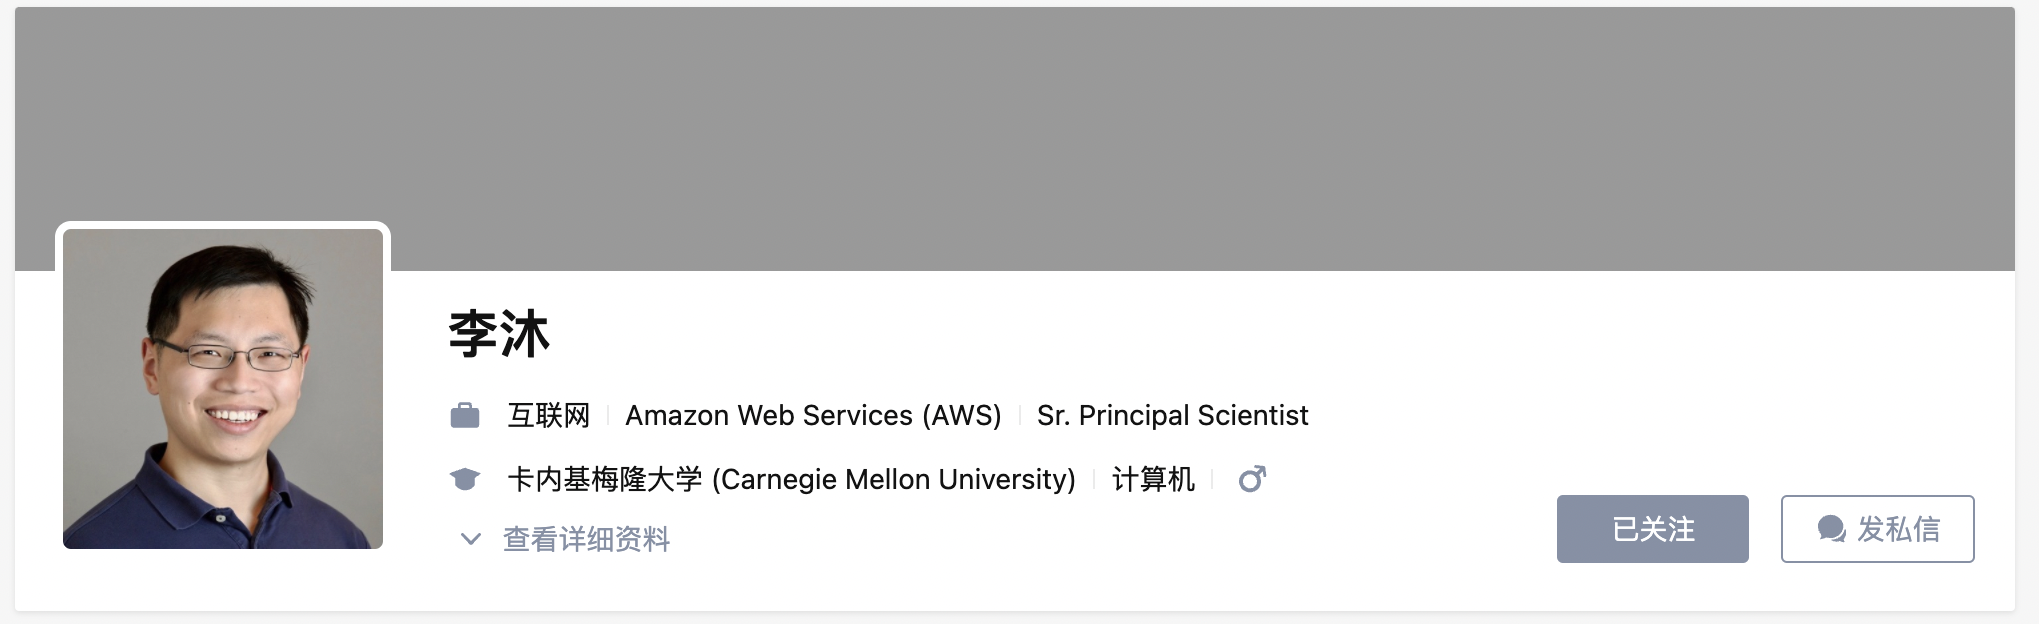 李沐
互联网 Amazon Web Services (AWS) Sr. Principal Scientist
卡内基梅隆大学 (Carnegie Mellon University) 计算机
查看详细资料
已关注
发私信